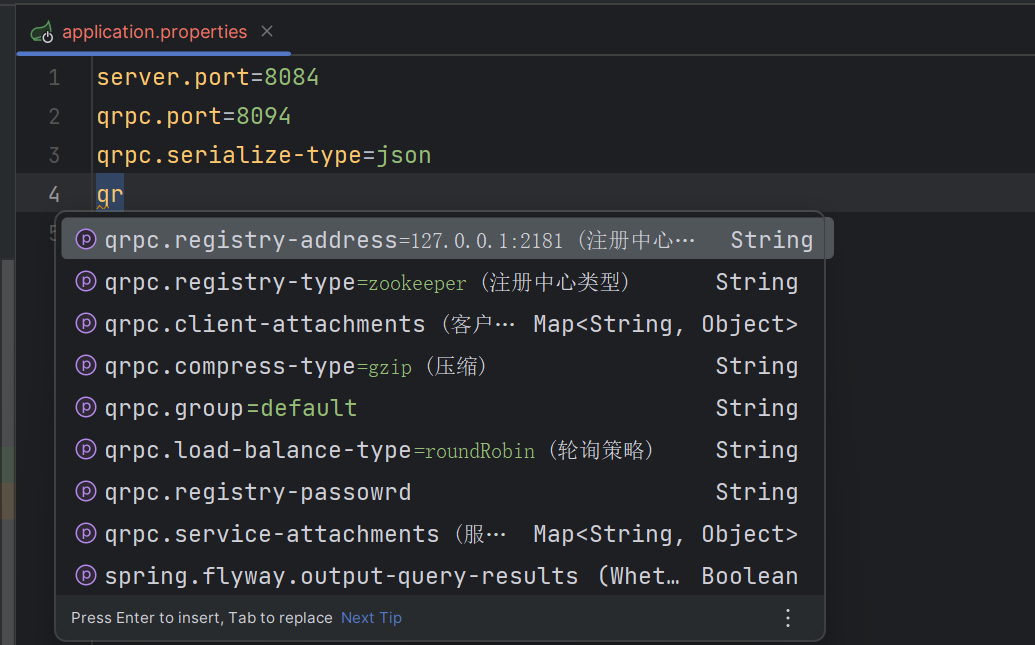 application.properties
1 server.port=8084
2 qrpc.port=8094
3 qrpc.serialize-type=json
4 qr
5
qrpc.registry-address=127.0.0.1:2181 (注册中心… String
qrpc.registry-type=zookeeper (注册中心类型) String
qrpc.client-attachments (客户… Map<String, Object>
qrpc.compress-type=gzip (压缩) String
qrpc.group=default String
qrpc.load-balance-type=roundRobin (轮询策略) String
qrpc.registry-passowrd String
qrpc.service-attachments (服… Map<String, Object>
spring.flyway.output-query-results (Whet… Boolean
Press Enter to insert, Tab to replace Next Tip